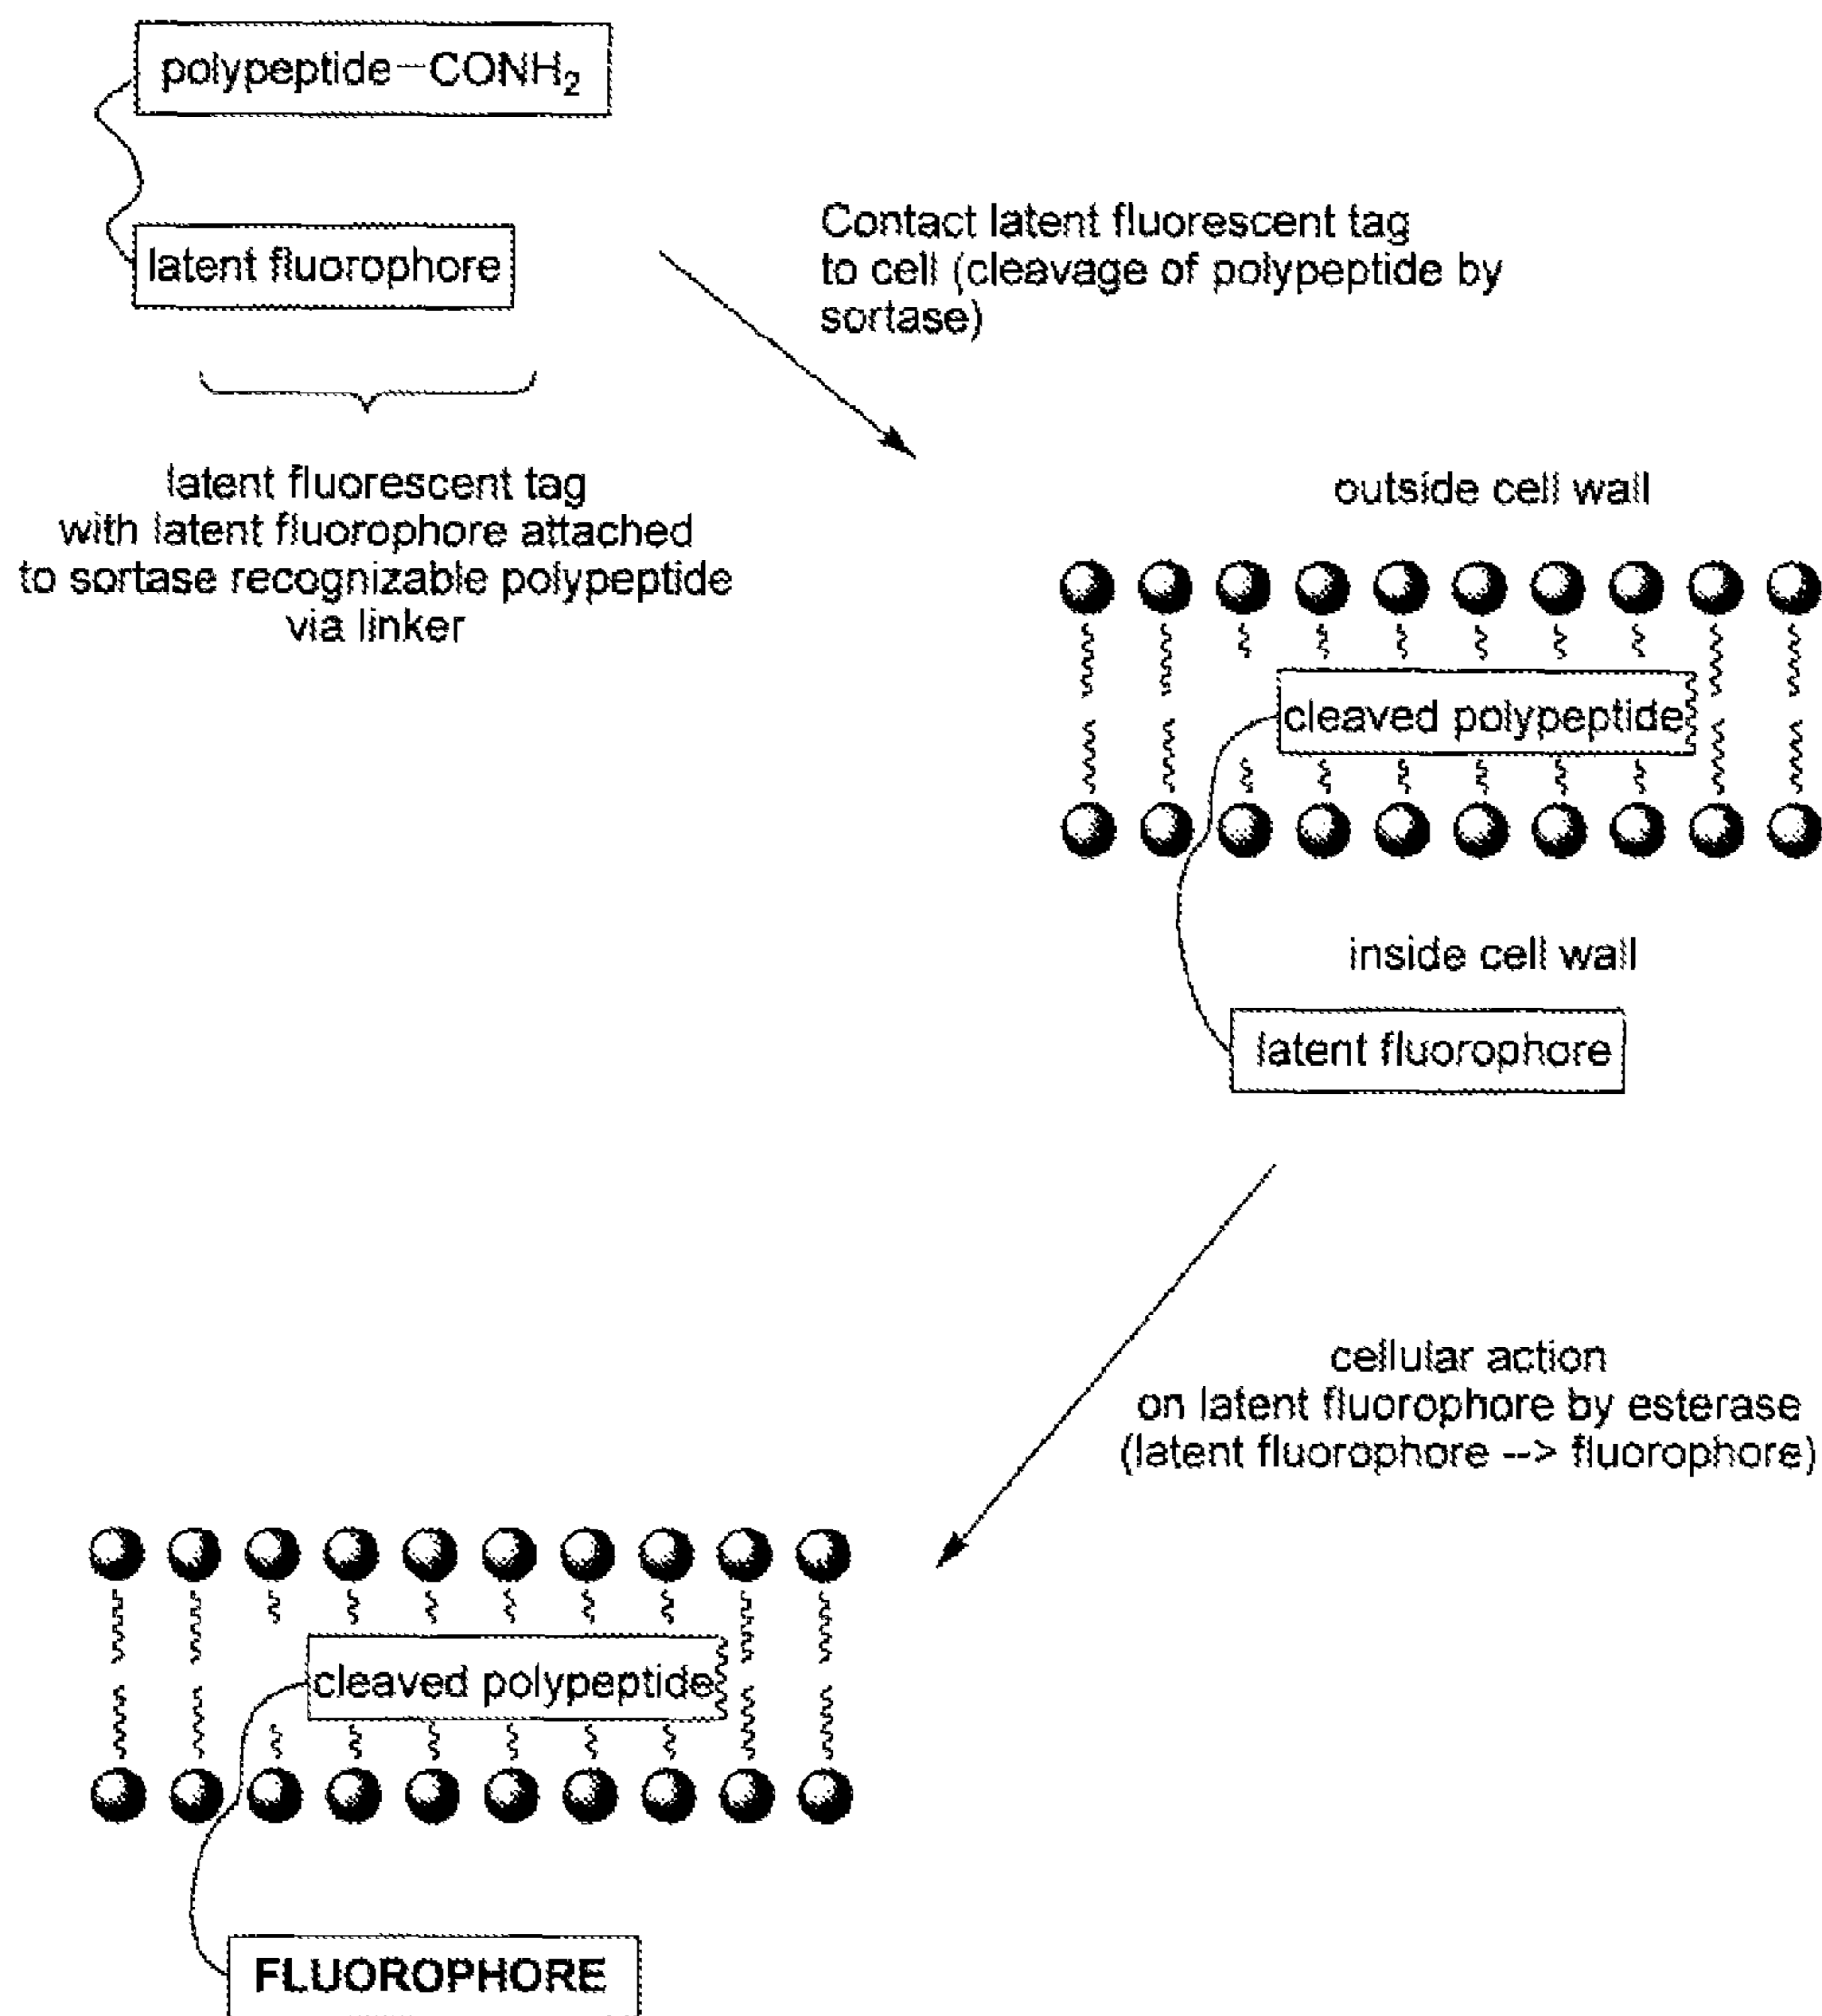 polypeptide–CONH₂
latent fluorophore
latent fluorescent tag
with latent fluorophore attached
to sortase recognizable polypeptide
via linker
Contact latent fluorescent tag
to cell (cleavage of polypeptide by
sortase)
outside cell wall
cleaved polypeptide
inside cell wall
latent fluorophore
cellular action
on latent fluorophore by esterase
(latent fluorophore --> fluorophore)
cleaved polypeptide
FLUOROPHORE